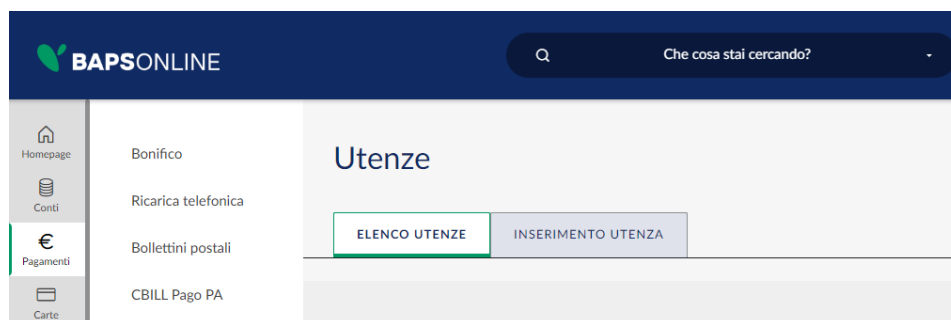 BAPSONLINE
Che cosa stai cercando?
Homepage
Conti
€
Pagamenti
Carte
Bonifico
Ricarica telefonica
Bollettini postali
CBILL Pago PA
Utenze
ELENCO UTENZE
INSERIMENTO UTENZA